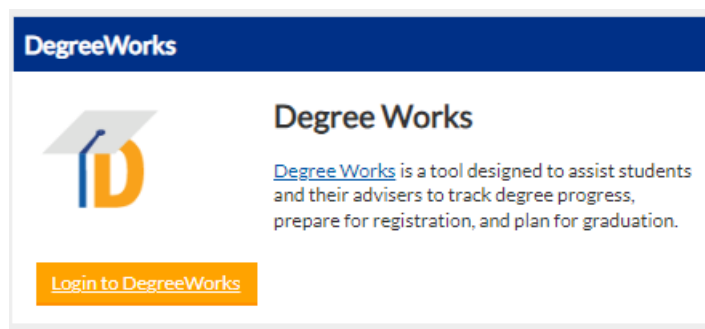 DegreeWorks
D
Degree Works
Degree Works is a tool designed to assist students
and their advisers to track degree progress,
prepare for registration, and plan for graduation.
Login to DegreeWorks